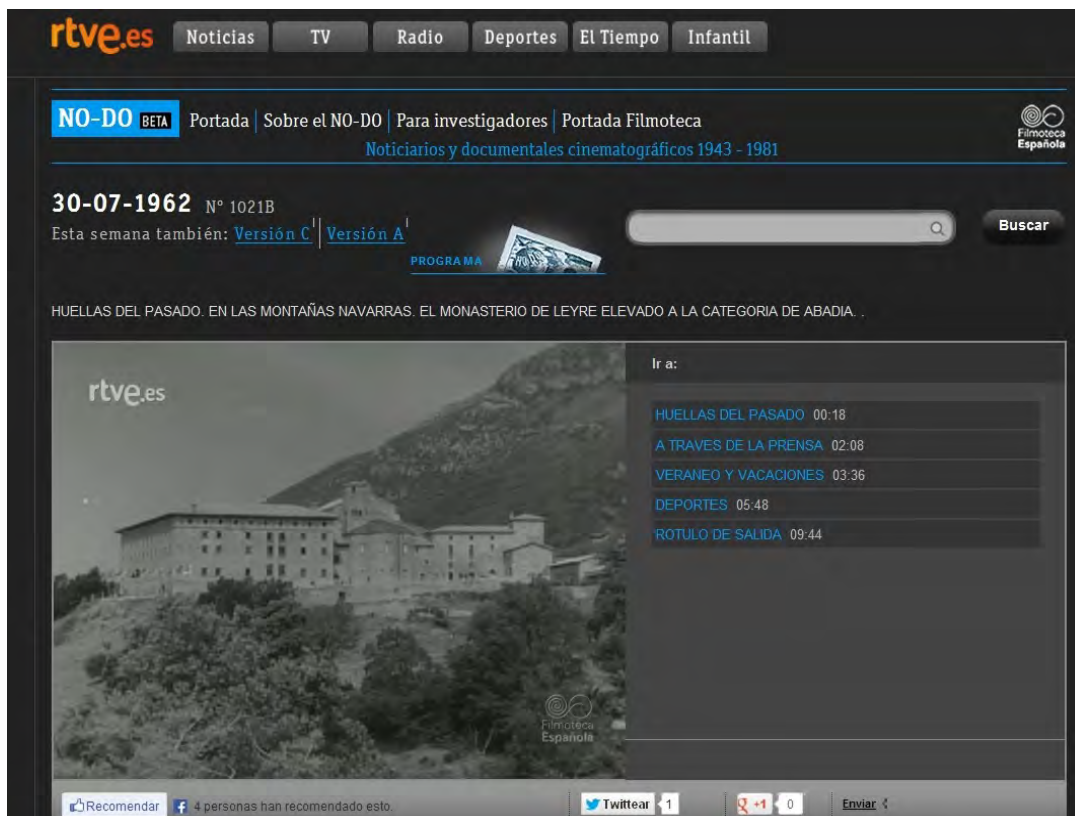 rtve.es Noticias TV Radio Deportes El Tiempo Infantil
NO-DO BETA Portada | Sobre el NO-DO | Para investigadores | Portada Filmoteca
Noticiarios y documentales cinematográficos 1943 - 1981
Filmoteca
Española
30-07-1962 Nº 1021B
Esta semana también: Versión C | Versión A
Buscar
PROGRAMA
NO-DO
HUELLAS DEL PASADO. EN LAS MONTAÑAS NAVARRAS. EL MONASTERIO DE LEYRE ELEVADO A LA CATEGORIA DE ABADIA. .
rtve.es
Ir a:
HUELLAS DEL PASADO 00:18
A TRAVES DE LA PRENSA 02:08
VERANEO Y VACACIONES 03:36
DEPORTES 05:48
ROTULO DE SALIDA 09:44
Filmoteca
Española
Recomendar 4 personas han recomendado esto. Twittear 1 +1 0 Enviar